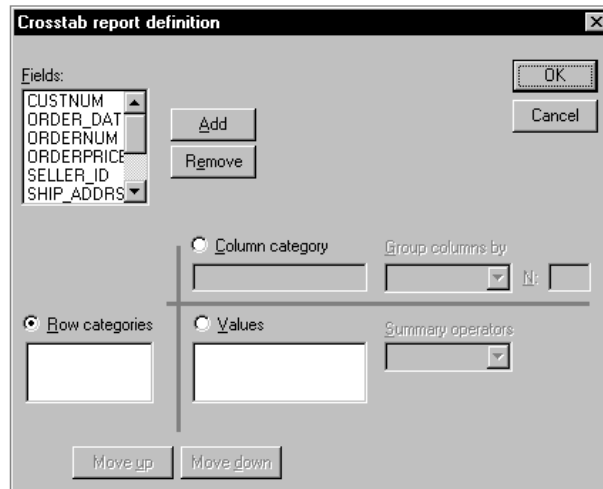 Crosstab report definition
Fields:
CUSTNUM
ORDER_DAT
ORDERNUM
ORDERPRICE
SELLER_ID
SHIP_ADDRS
Add
Remove
OK
Cancel
Column category
Group columns by
N:
Row categories
Values
Summary operators
Move up
Move down